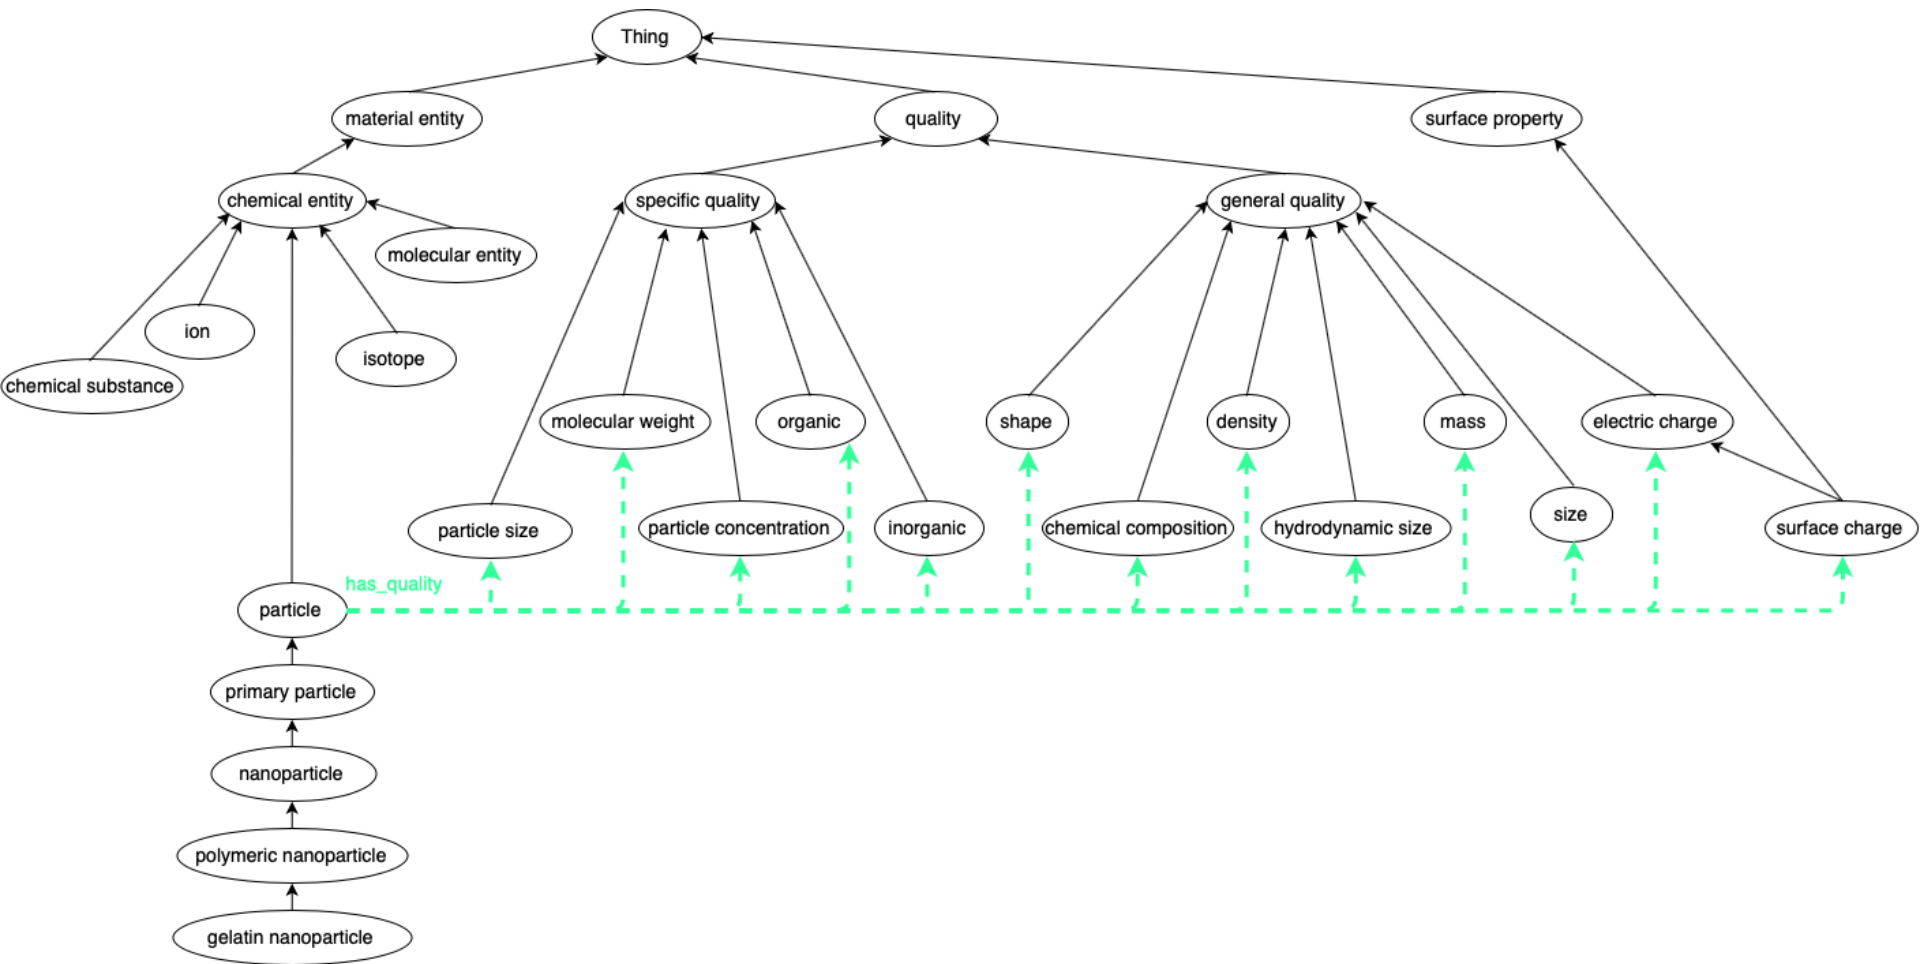 Thing
material entity
quality
surface property
chemical entity
specific quality
general quality
molecular entity
ion
isotope
chemical substance
molecular weight
organic
shape
density
mass
electric charge
particle size
particle concentration
inorganic
chemical composition
hydrodynamic size
size
surface charge
has_quality
particle
primary particle
nanoparticle
polymeric nanoparticle
gelatin nanoparticle